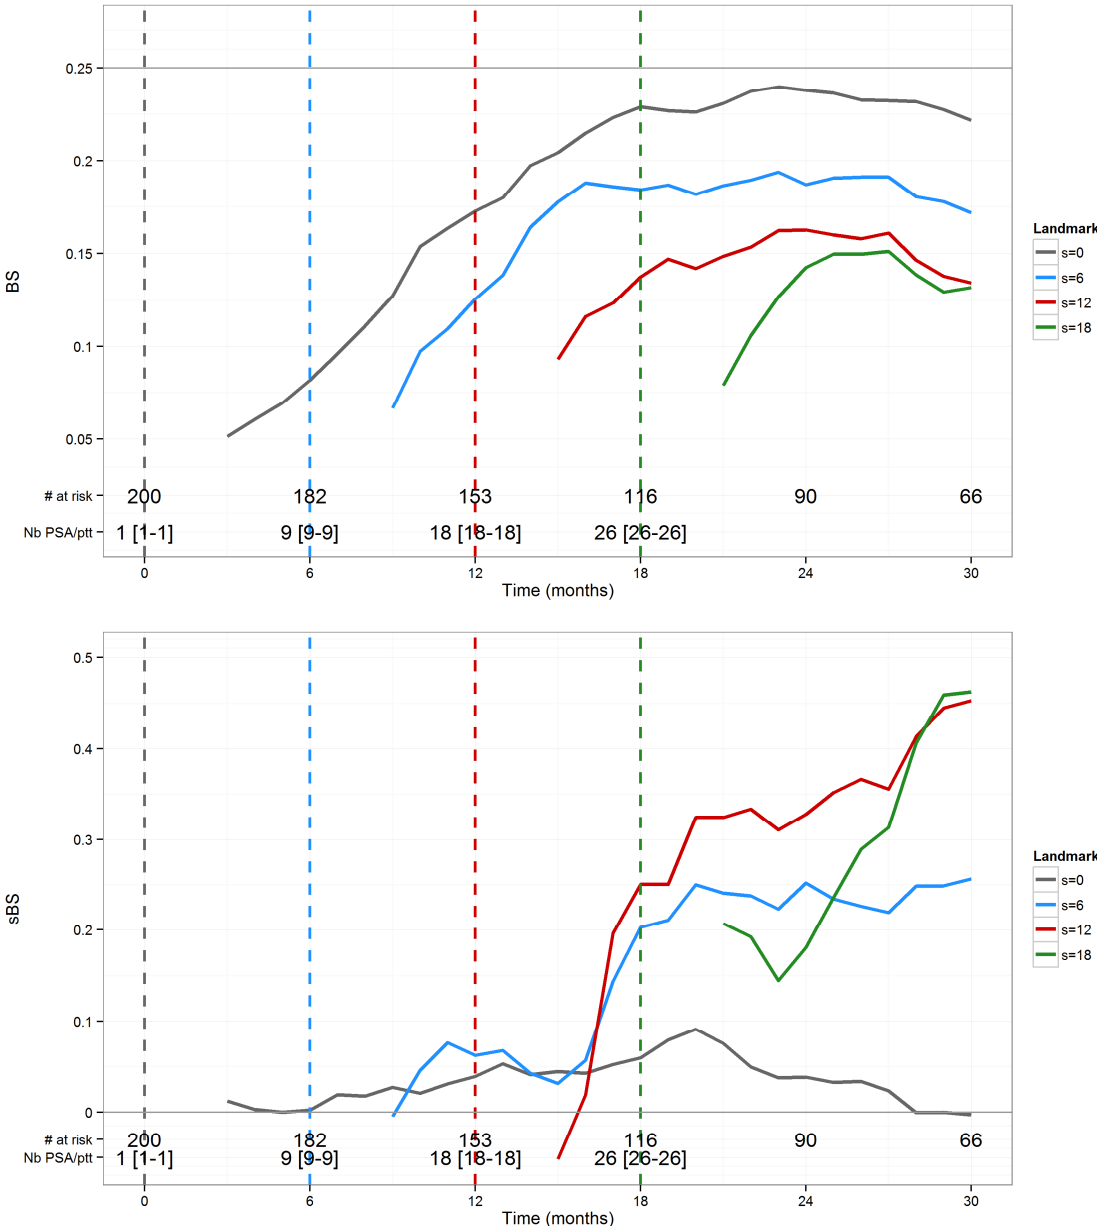 0.25
0.2
0.15
0.1
0.05
BS
# at risk
200 182 153 116 90 66
Nb PSA/ptt
1 [1-1] 9 [9-9] 18 [18-18] 26 [26-26]
0 6 12 18 24 30
Time (months)
Landmark
s=0
s=6
s=12
s=18
0.5
0.4
0.3
0.2
0.1
0
sBS
# at risk
200 182 153 116 90 66
Nb PSA/ptt
1 [1-1] 9 [9-9] 18 [18-18] 26 [26-26]
0 6 12 18 24 30
Time (months)
Landmark
s=0
s=6
s=12
s=18